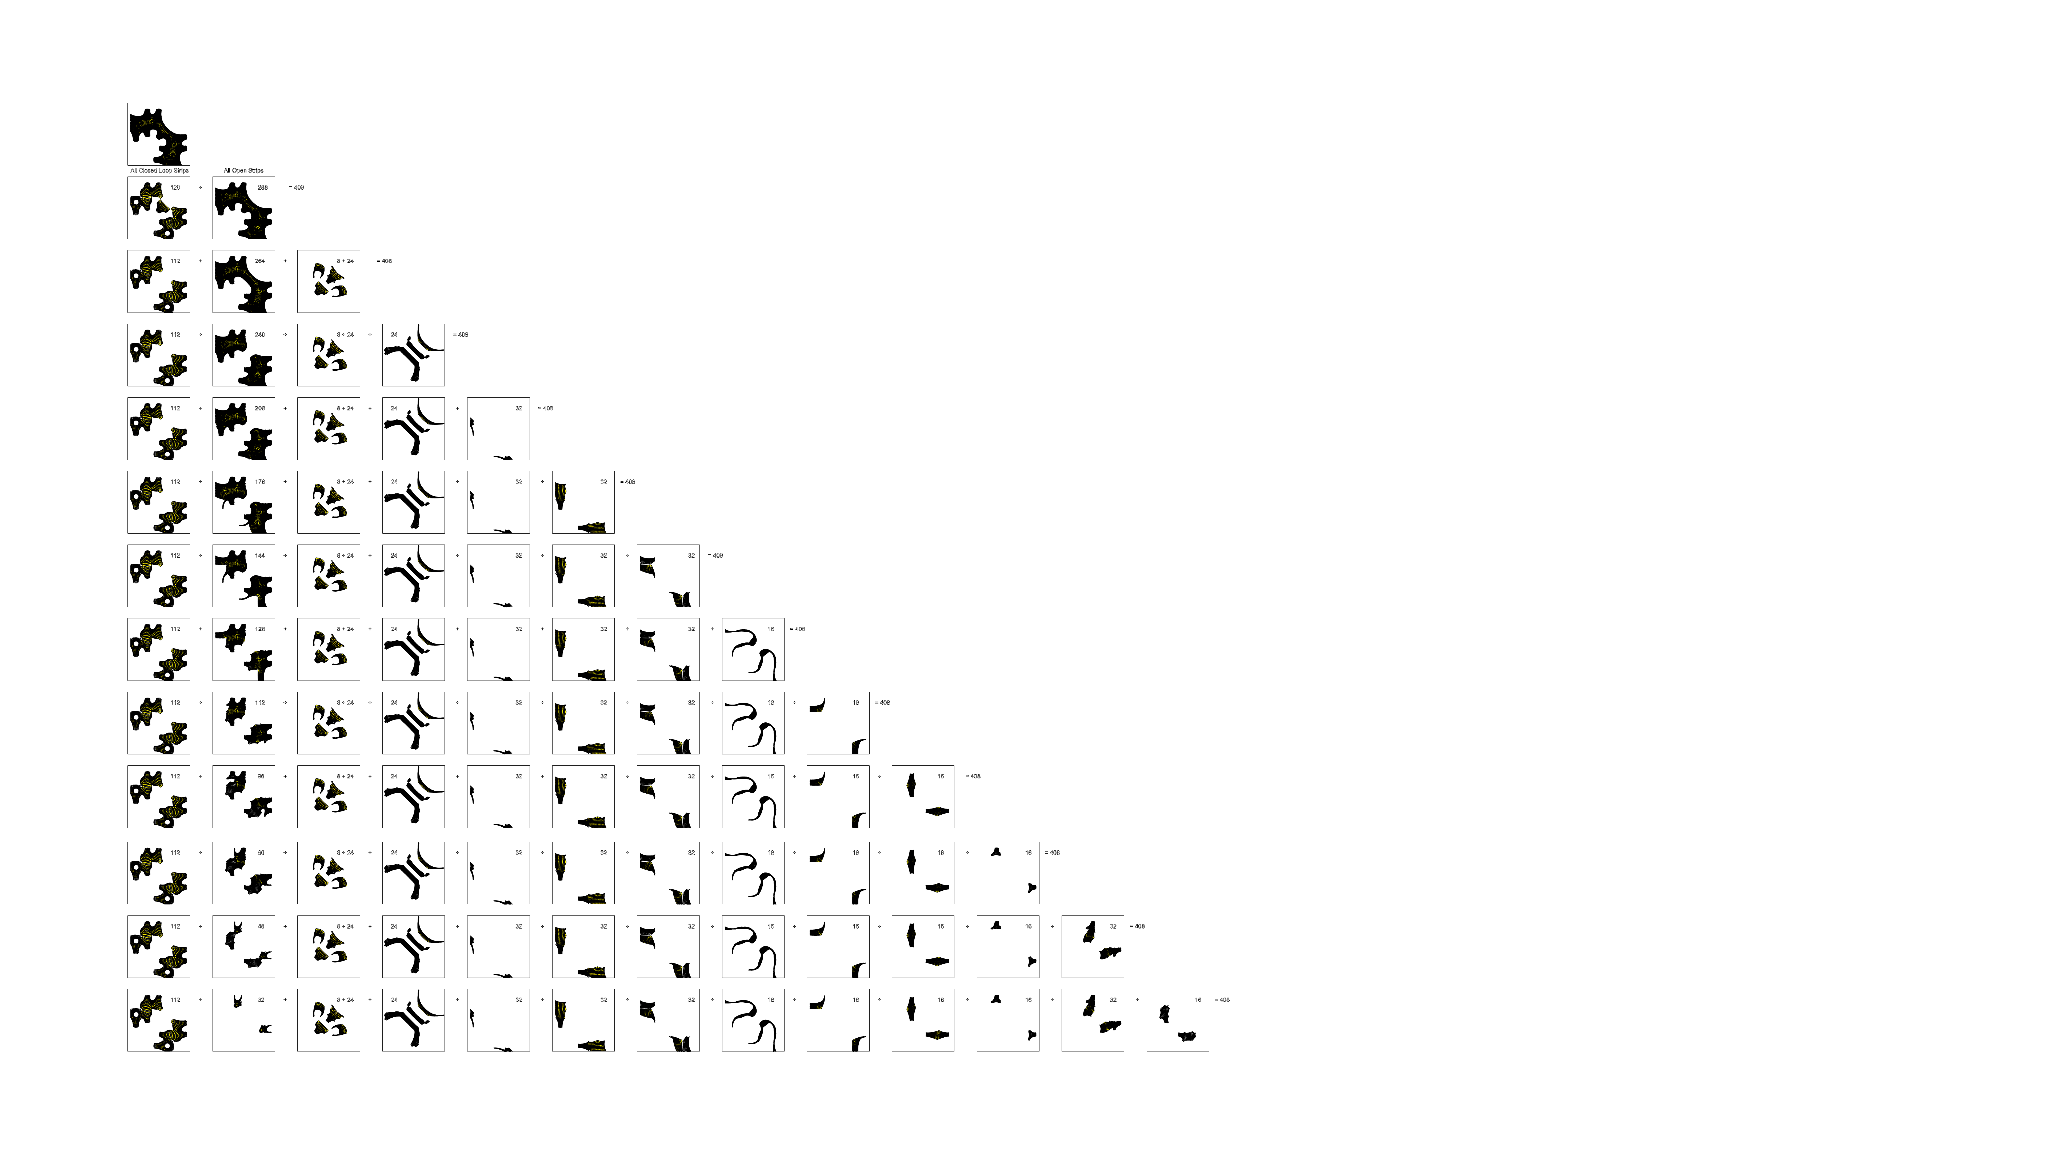 All Closed Loop Strips All Open Strips
120 + 288 = 408
112 + 264 + 8 + 24 = 408
112 + 240 + 8 + 24 + 24 = 408
112 + 208 + 8 + 24 + 24 + 32 = 408
112 + 176 + 8 + 24 + 24 + 32 + 32 = 408
112 + 144 + 8 + 24 + 24 + 32 + 32 + 32 = 408
112 + 128 + 8 + 24 + 24 + 32 + 32 + 32 + 16 = 408
112 + 112 + 8 + 24 + 24 + 32 + 32 + 32 + 16 + 16 = 408
112 + 96 + 8 + 24 + 24 + 32 + 32 + 32 + 16 + 16 + 16 = 408
112 + 80 + 8 + 24 + 24 + 32 + 32 + 32 + 16 + 16 + 16 + 16 = 408
112 + 48 + 8 + 24 + 24 + 32 + 32 + 32 + 16 + 16 + 16 + 16 + 32 = 408
112 + 32 + 8 + 24 + 24 + 32 + 32 + 32 + 16 + 16 + 16 + 16 + 32 + 16 = 408